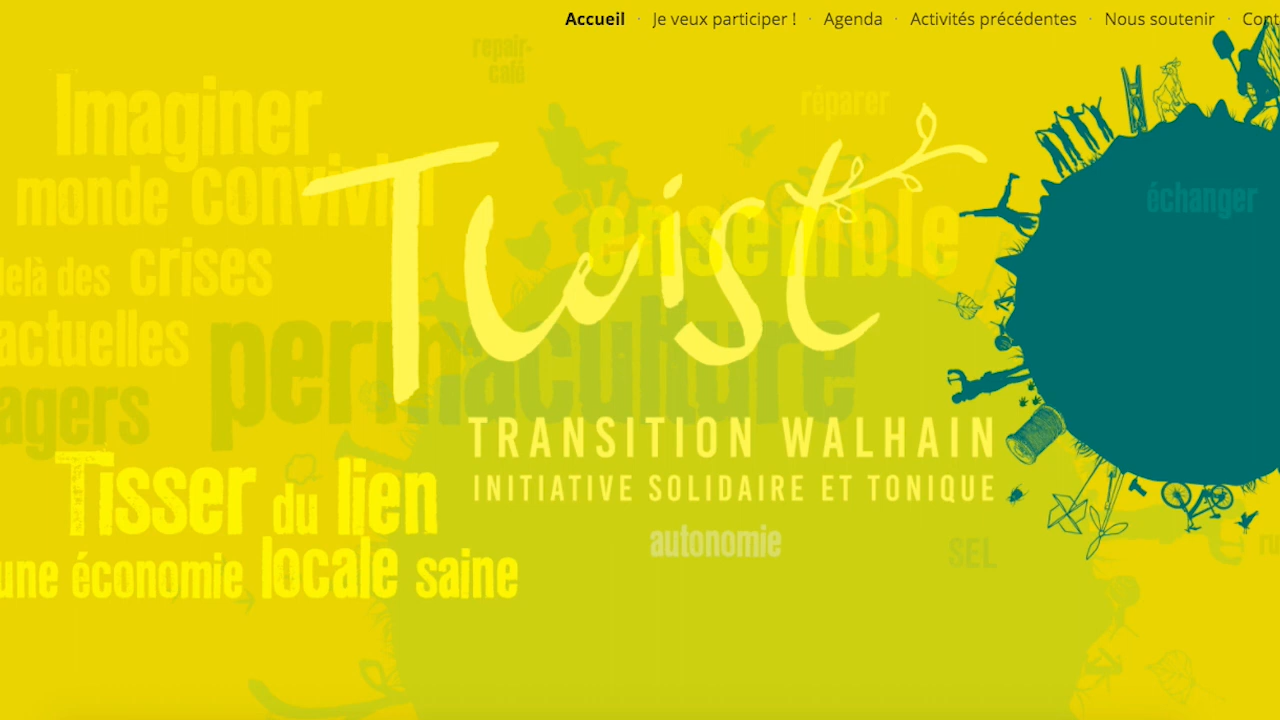 Accueil · Je veux participer ! · Agenda · Activités précédentes · Nous soutenir · Cont
repair-
café
Imaginer
réparer
monde convivial
échanger
Twist
ensemble
delà des crises
actuelles
permaculture
agers
TRANSITION WALHAIN
Tisser du lien
INITIATIVE SOLIDAIRE ET TONIQUE
autonomie
SEL
une économie locale saine